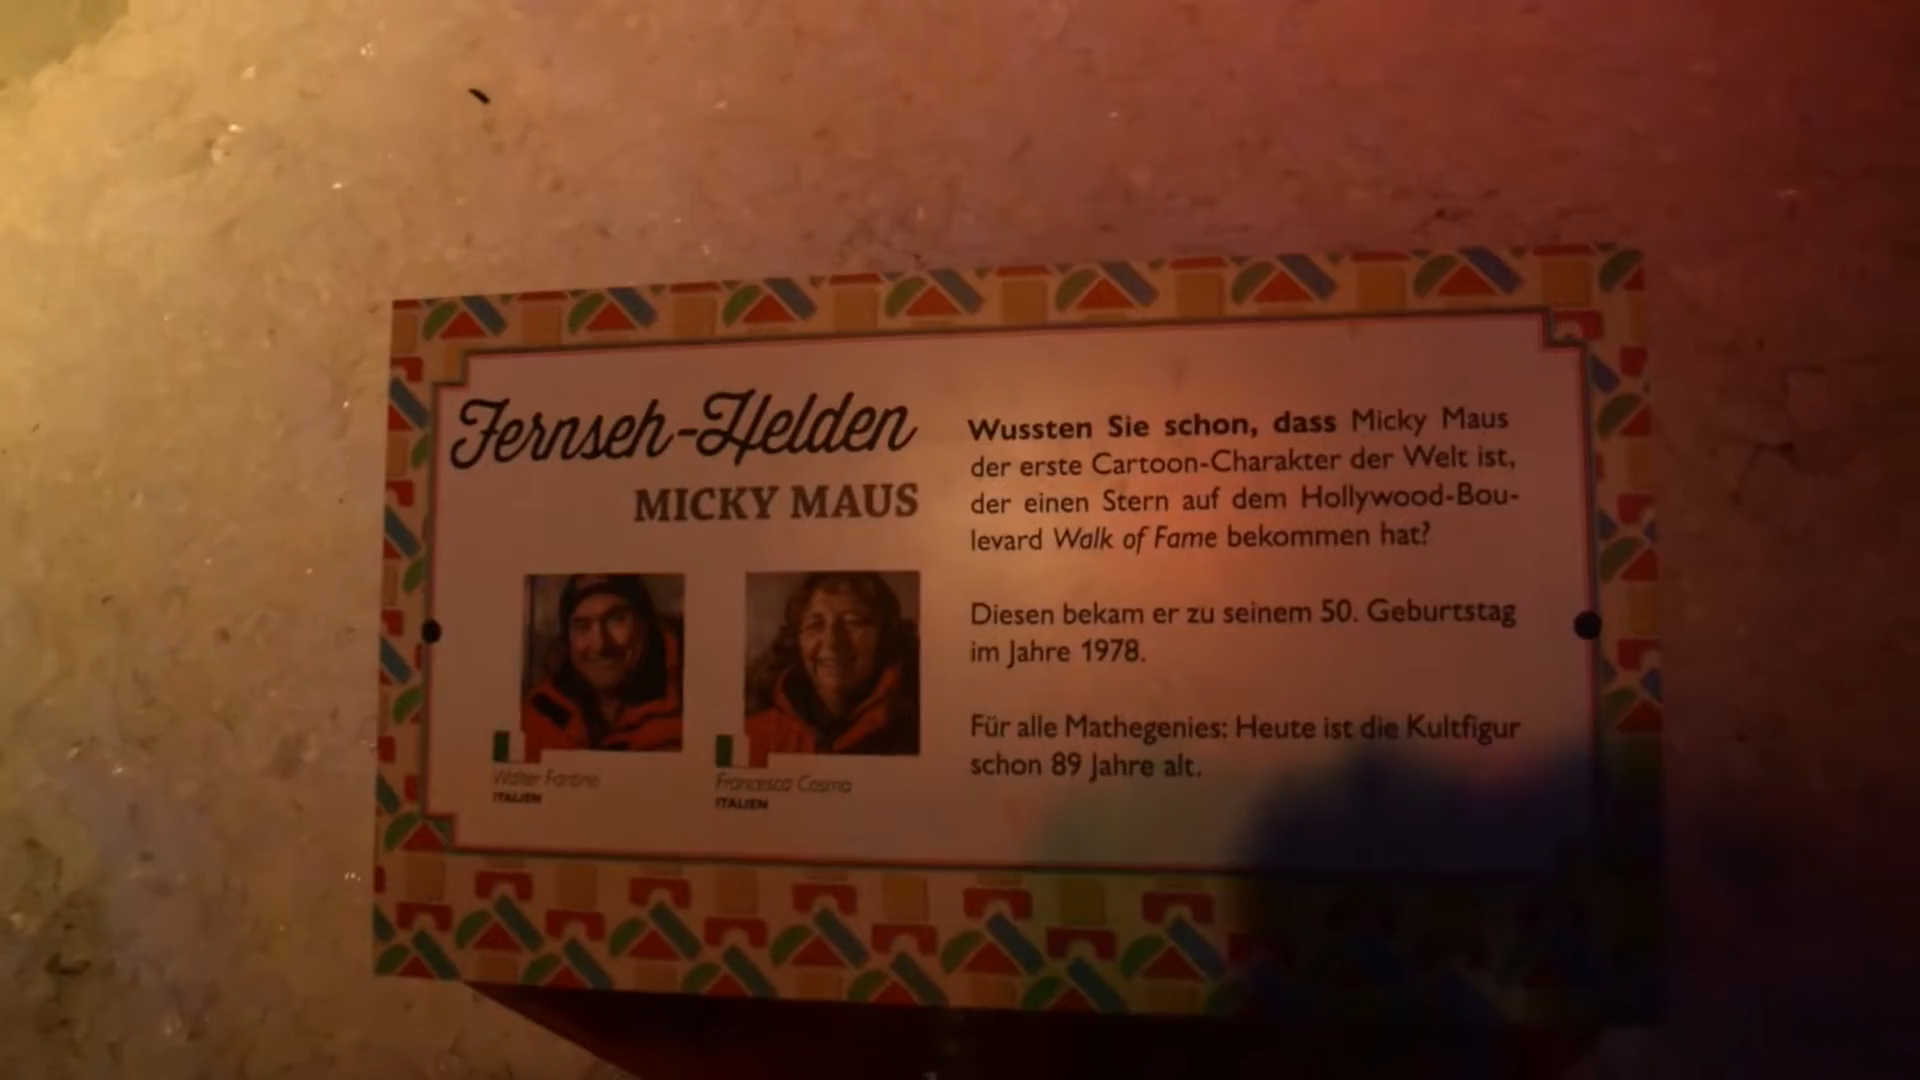 Fernseh-Helden
MICKY MAUS
Walter Fantino
ITALIEN
Francesca Cosma
ITALIEN
Wussten Sie schon, dass Micky Maus
der erste Cartoon-Charakter der Welt ist,
der einen Stern auf dem Hollywood-Bou-
levard Walk of Fame bekommen hat?
Diesen bekam er zu seinem 50. Geburtstag
im Jahre 1978.
Für alle Mathegenies: Heute ist die Kultfigur
schon 89 Jahre alt.